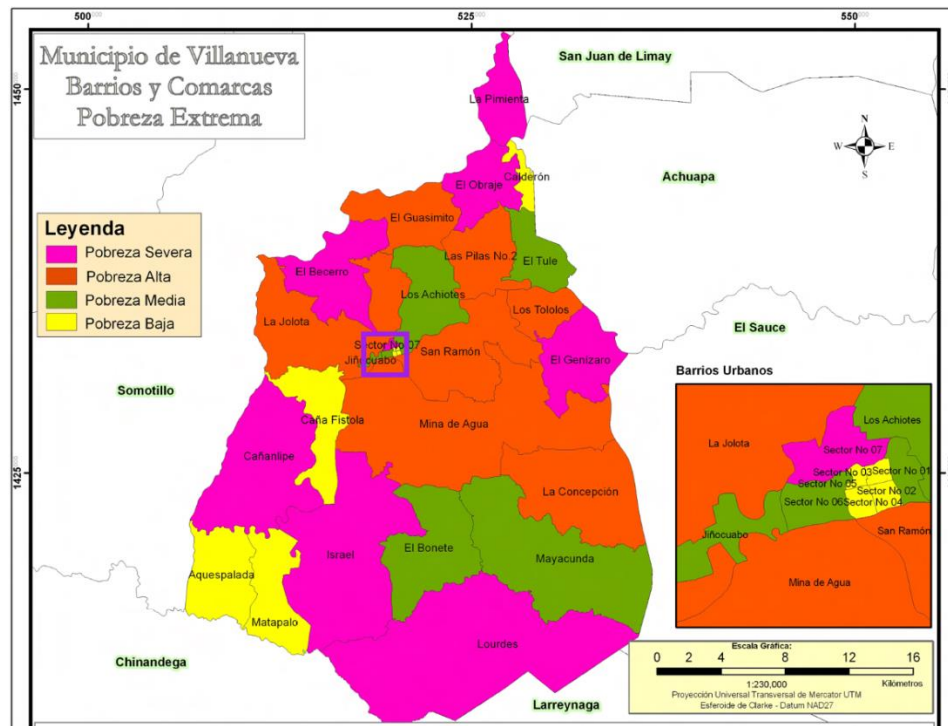 500000
525000
550000
Municipio de Villanueva
Barrios y Comarcas
Pobreza Extrema
San Juan de Limay
1450
La Pimienta
N
W
E
S
Calderón
El Obraje
Achuapa
El Guasimito
Leyenda
Pobreza Severa
Pobreza Alta
Pobreza Media
Pobreza Baja
Las Pilas No.2
El Tule
El Becerro
Los Achiotes
Los Tololos
La Jolota
El Sauce
Sector No 07
San Ramón
Jiñocuabo
El Genízaro
Barrios Urbanos
Somotillo
Caña Fistola
Mina de Agua
Cañanlipe
1425
La Concepción
Israel
El Bonete
Mayacunda
Aquespalada
Matapalo
Lourdes
Chinandega
Larreynaga
Los Achiotes
La Jolota
Sector No 07
Sector No 03
Sector No 01
Sector No 05
Sector No 02
Sector No 06
Sector No 04
San Ramón
Jiñocuabo
Mina de Agua
Escala Gráfica:
0 2 4 8 12 16
1:230,000
Kilómetros
Proyección Universal Transversal de Mercator UTM
Esferoide de Clarke - Datum NAD27